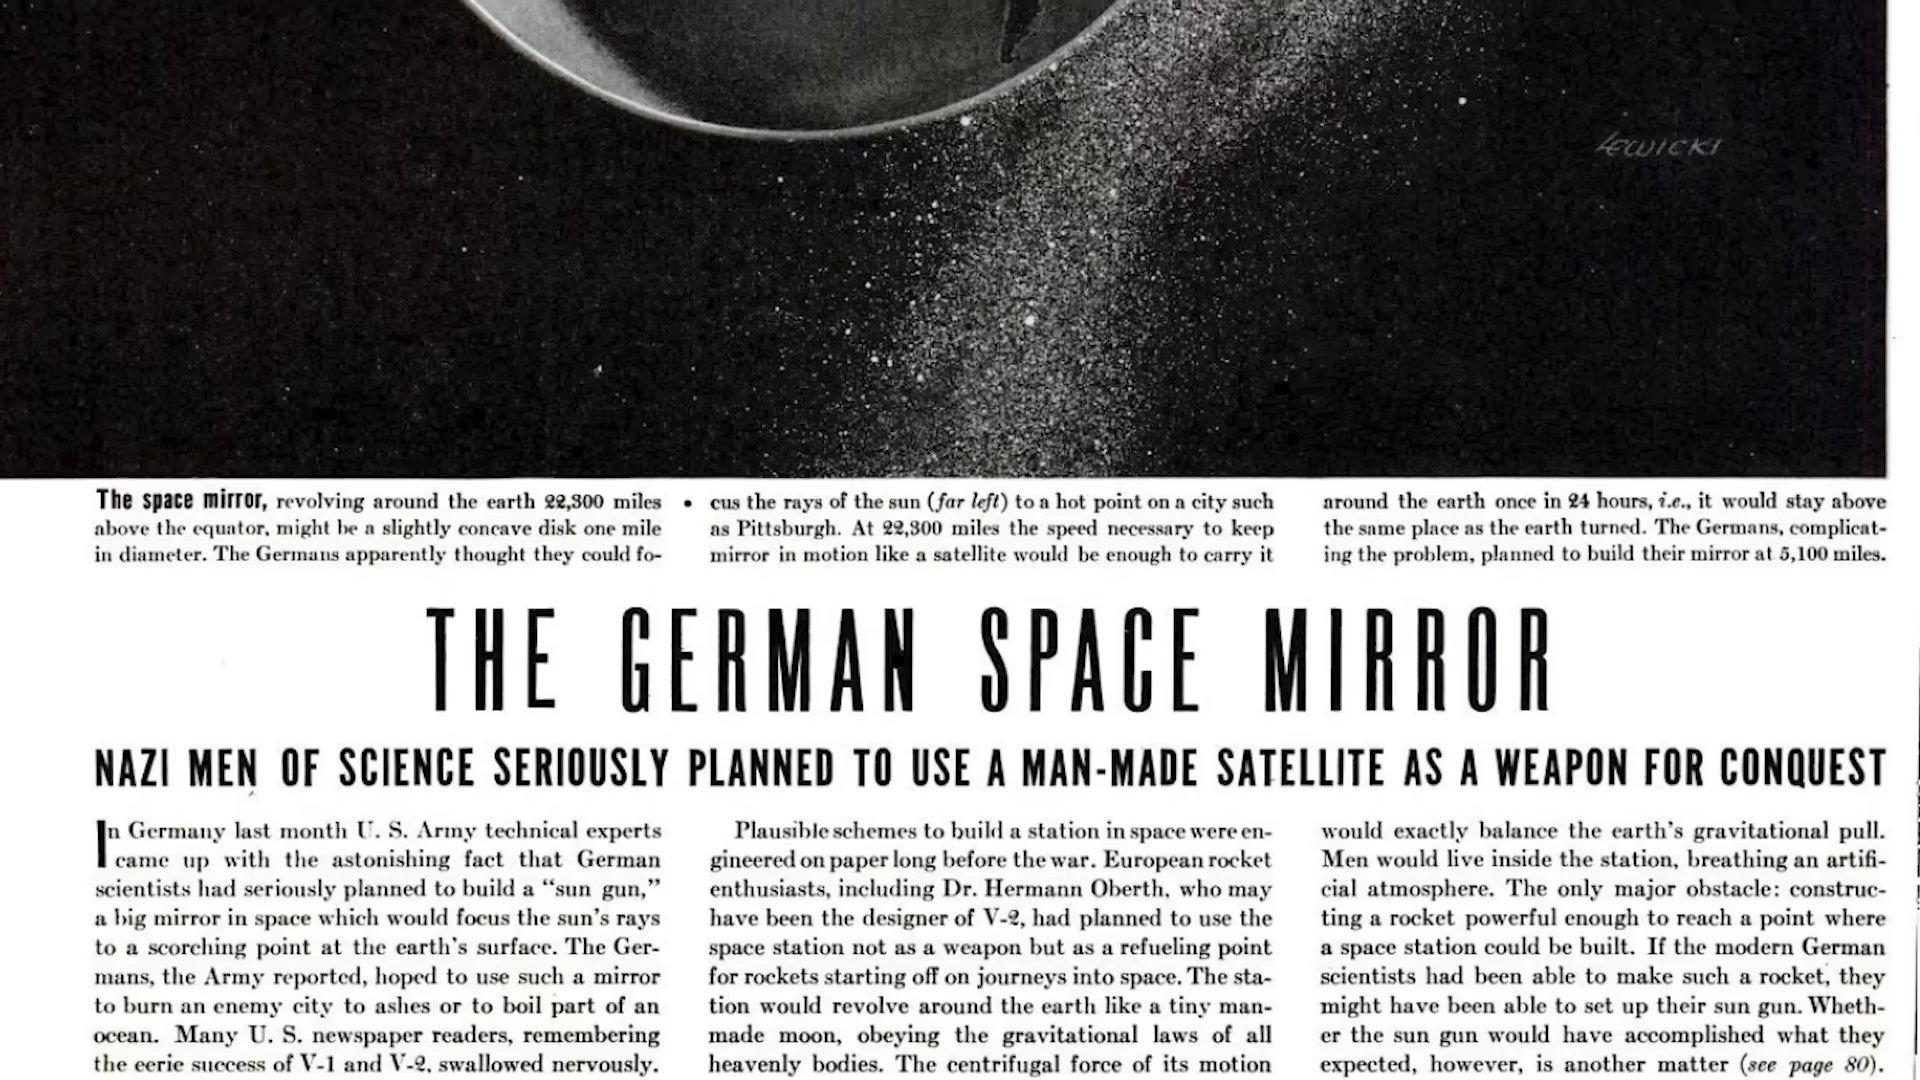 LEWICKI
The space mirror, revolving around the earth 22,300 miles
above the equator, might be a slightly concave disk one mile
in diameter. The Germans apparently thought they could fo-
• cus the rays of the sun (far left) to a hot point on a city such
as Pittsburgh. At 22,300 miles the speed necessary to keep
mirror in motion like a satellite would be enough to carry it
around the earth once in 24 hours, i.e., it would stay above
the same place as the earth turned. The Germans, complicat-
ing the problem, planned to build their mirror at 5,100 miles.
THE GERMAN SPACE MIRROR
NAZI MEN OF SCIENCE SERIOUSLY PLANNED TO USE A MAN-MADE SATELLITE AS A WEAPON FOR CONQUEST
In Germany last month U. S. Army technical experts
came up with the astonishing fact that German
scientists had seriously planned to build a “sun gun,”
a big mirror in space which would focus the sun’s rays
to a scorching point at the earth’s surface. The Ger-
mans, the Army reported, hoped to use such a mirror
to burn an enemy city to ashes or to boil part of an
ocean. Many U. S. newspaper readers, remembering
the eerie success of V-1 and V-2, swallowed nervously.
Plausible schemes to build a station in space were en-
gineered on paper long before the war. European rocket
enthusiasts, including Dr. Hermann Oberth, who may
have been the designer of V-2, had planned to use the
space station not as a weapon but as a refueling point
for rockets starting off on journeys into space. The sta-
tion would revolve around the earth like a tiny man-
made moon, obeying the gravitational laws of all
heavenly bodies. The centrifugal force of its motion
would exactly balance the earth’s gravitational pull.
Men would live inside the station, breathing an artifi-
cial atmosphere. The only major obstacle: construc-
ting a rocket powerful enough to reach a point where
a space station could be built. If the modern German
scientists had been able to make such a rocket, they
might have been able to set up their sun gun. Wheth-
er the sun gun would have accomplished what they
expected, however, is another matter (see page 80).